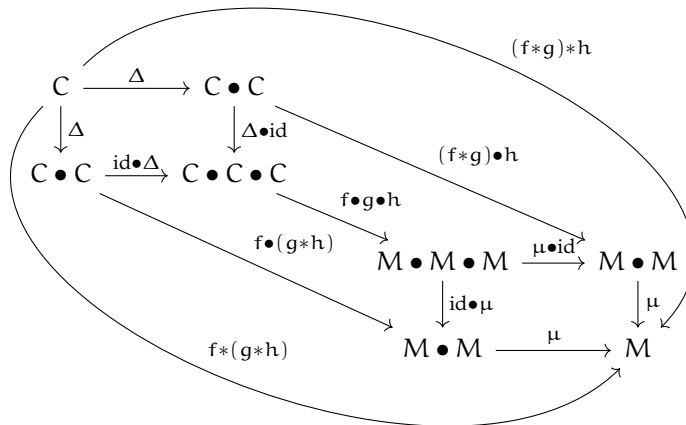 (f∗g)∗h
C Δ C • C
Δ Δ•id
(f∗g)•h
C • C id•Δ C • C • C
f•g•h
f•(g∗h)
M • M • M μ•id M • M
id•μ μ
f∗(g∗h)
M • M μ M